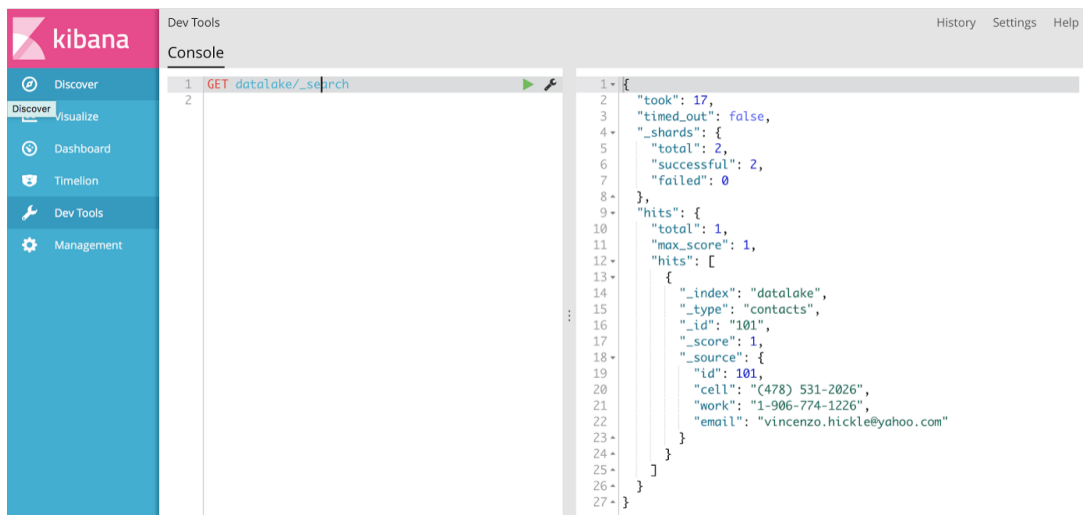 kibana
Discover
Discover
Visualize
Dashboard
Timelion
Dev Tools
Management
Dev Tools
History Settings Help
Console
1 GET datalake/_search
2
1 {
2 "took": 17,
3 "timed_out": false,
4 "_shards": {
5 "total": 2,
6 "successful": 2,
7 "failed": 0
8 },
9 "hits": {
10 "total": 1,
11 "max_score": 1,
12 "hits": [
13 {
14 "_index": "datalake",
15 "_type": "contacts",
16 "_id": "101",
17 "_score": 1,
18 "_source": {
19 "id": 101,
20 "cell": "(478) 531-2026",
21 "work": "1-906-774-1226",
22 "email": "vincenzo.hickle@yahoo.com"
23 }
24 }
25 ]
26 }
27 }